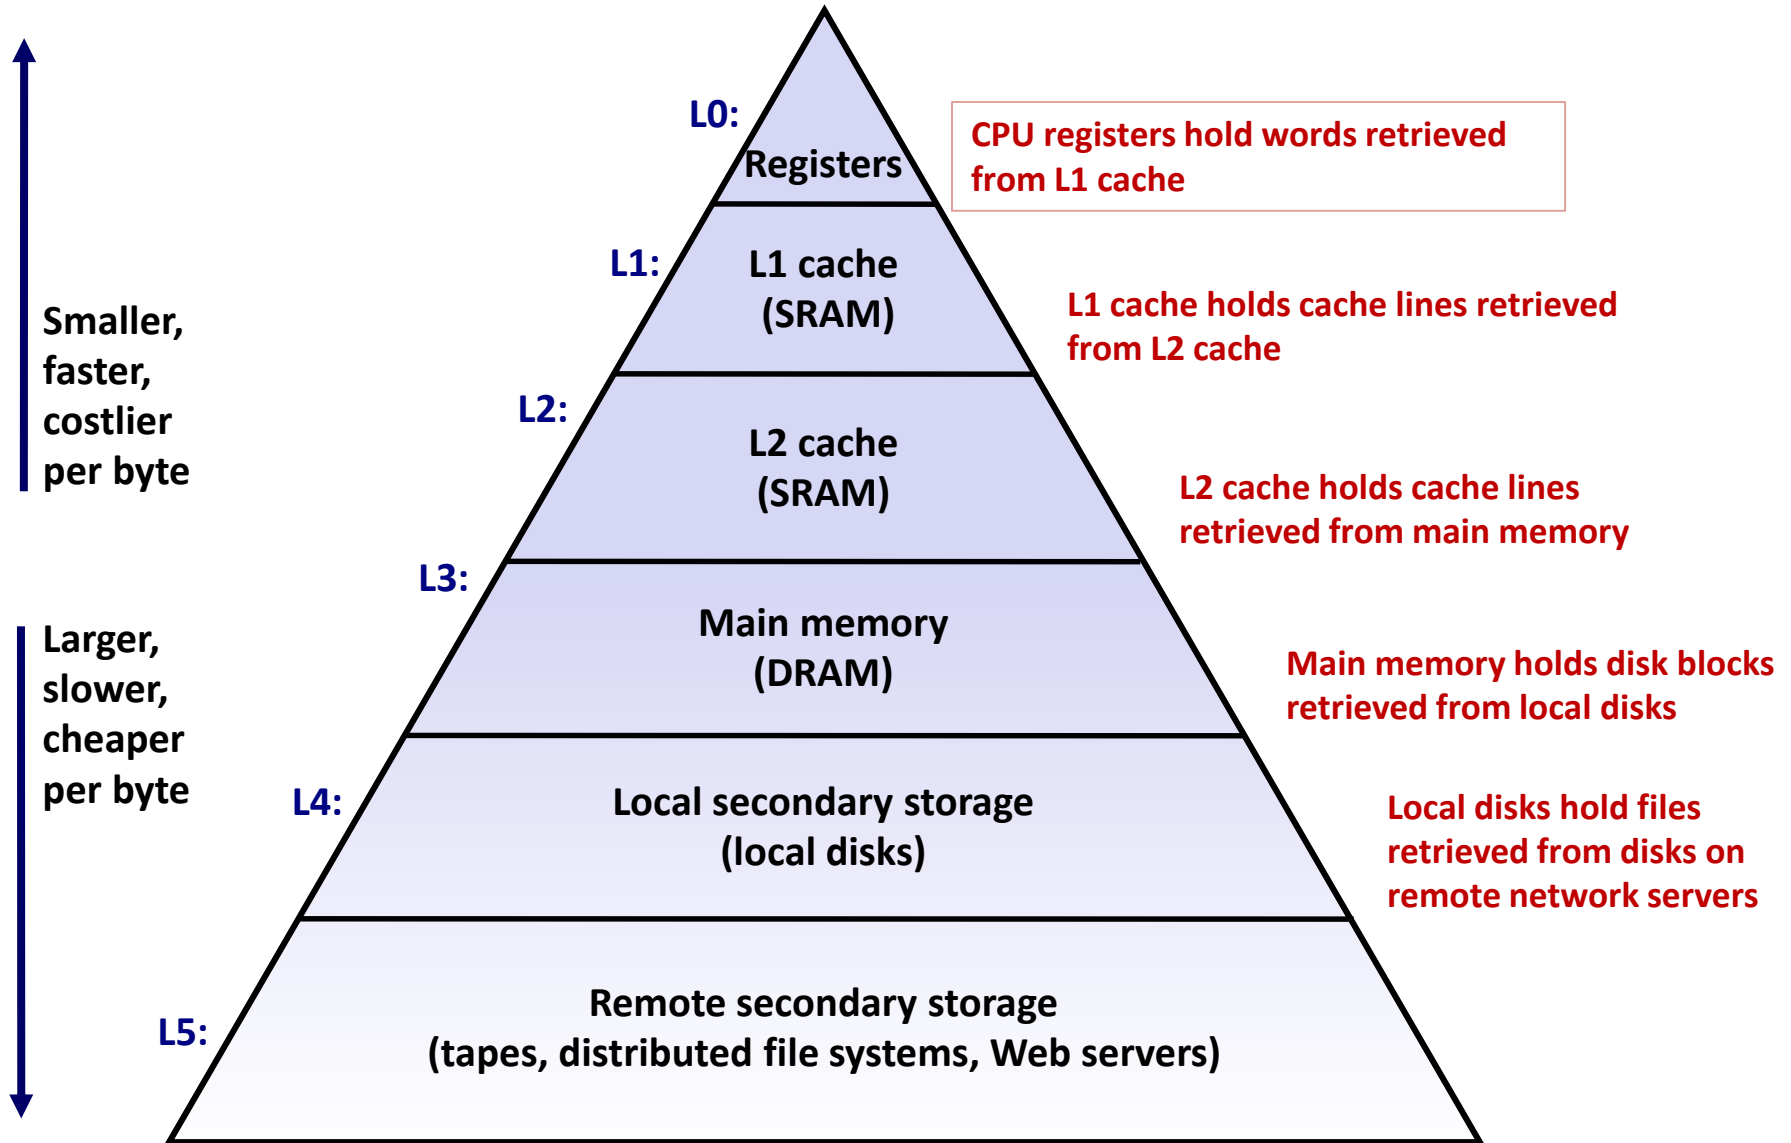 L0:
Registers
CPU registers hold words retrieved
from L1 cache
L1:
L1 cache
(SRAM)
L1 cache holds cache lines retrieved
from L2 cache
Smaller,
faster,
costlier
per byte
L2:
L2 cache
(SRAM)
L2 cache holds cache lines
retrieved from main memory
L3:
Main memory
(DRAM)
Main memory holds disk blocks
retrieved from local disks
Larger,
slower,
cheaper
per byte
L4:
Local secondary storage
(local disks)
Local disks hold files
retrieved from disks on
remote network servers
L5:
Remote secondary storage
(tapes, distributed file systems, Web servers)